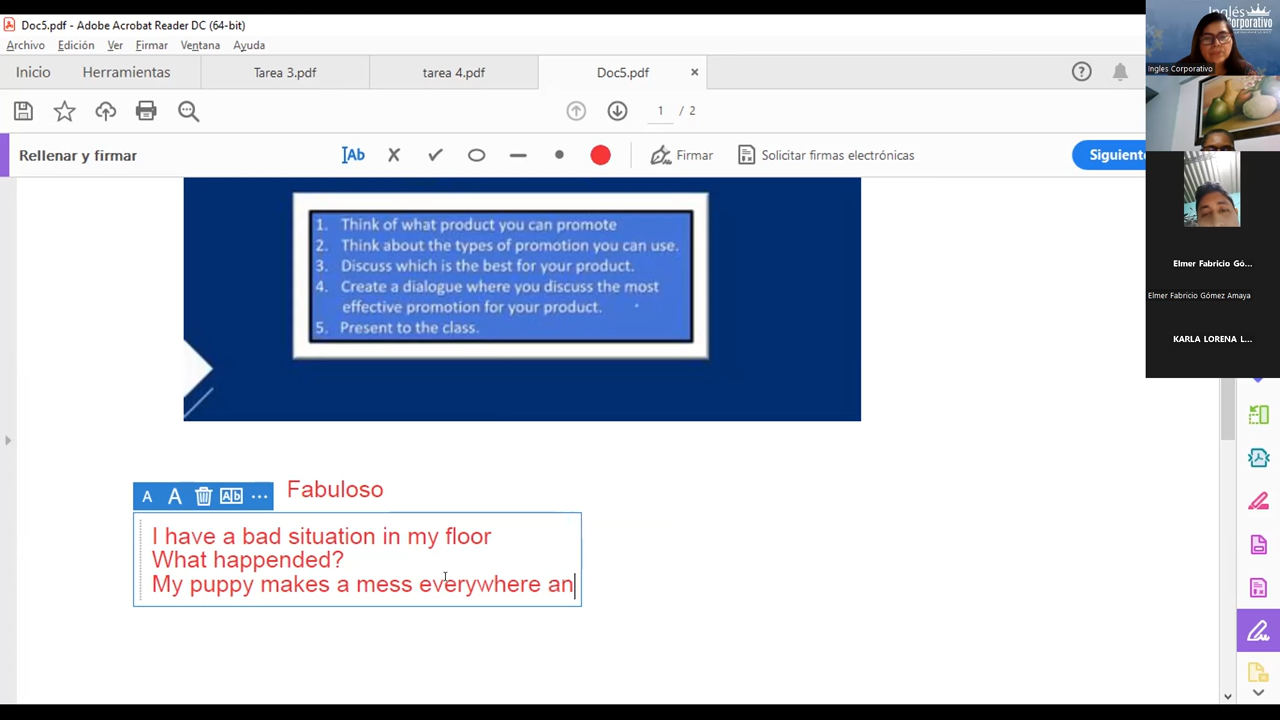 Doc5.pdf - Adobe Acrobat Reader DC (64-bit)
Archivo Edición Ver Firmar Ventana Ayuda
Inicio Herramientas Tarea 3.pdf tarea 4.pdf Doc5.pdf ×
1 / 2
Rellenar y firmar Ab Firmar Solicitar firmas electrónicas Siguient
1. Think of what product you can promote
2. Think about the types of promotion you can use.
3. Discuss which is the best for your product.
4. Create a dialogue where you discuss the most
effective promotion for your product.
5. Present to the class.
A A Ab ... Fabuloso
I have a bad situation in my floor
What happended?
My puppy makes a mess everywhere an
Inglés
Corporativo
Ingles Corporativo
Elmer Fabricio Gó...
Elmer Fabricio Gómez Amaya
KARLA LORENA L...